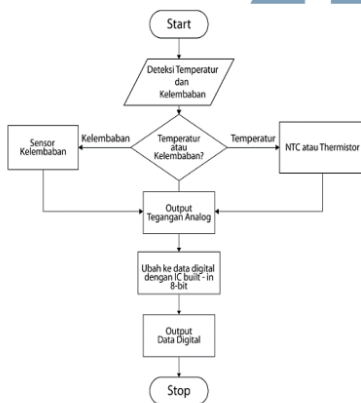 Start
Deteksi Temperatur
dan
Kelembaban
Kelembaban
Temperatur
atau
Kelembaban?
Temperatur
Sensor
Kelembaban
NTC atau Thermistor
Output
Tegangan Analog
Ubah ke data digital
dengan IC built - in
8-bit
Output
Data Digital
Stop